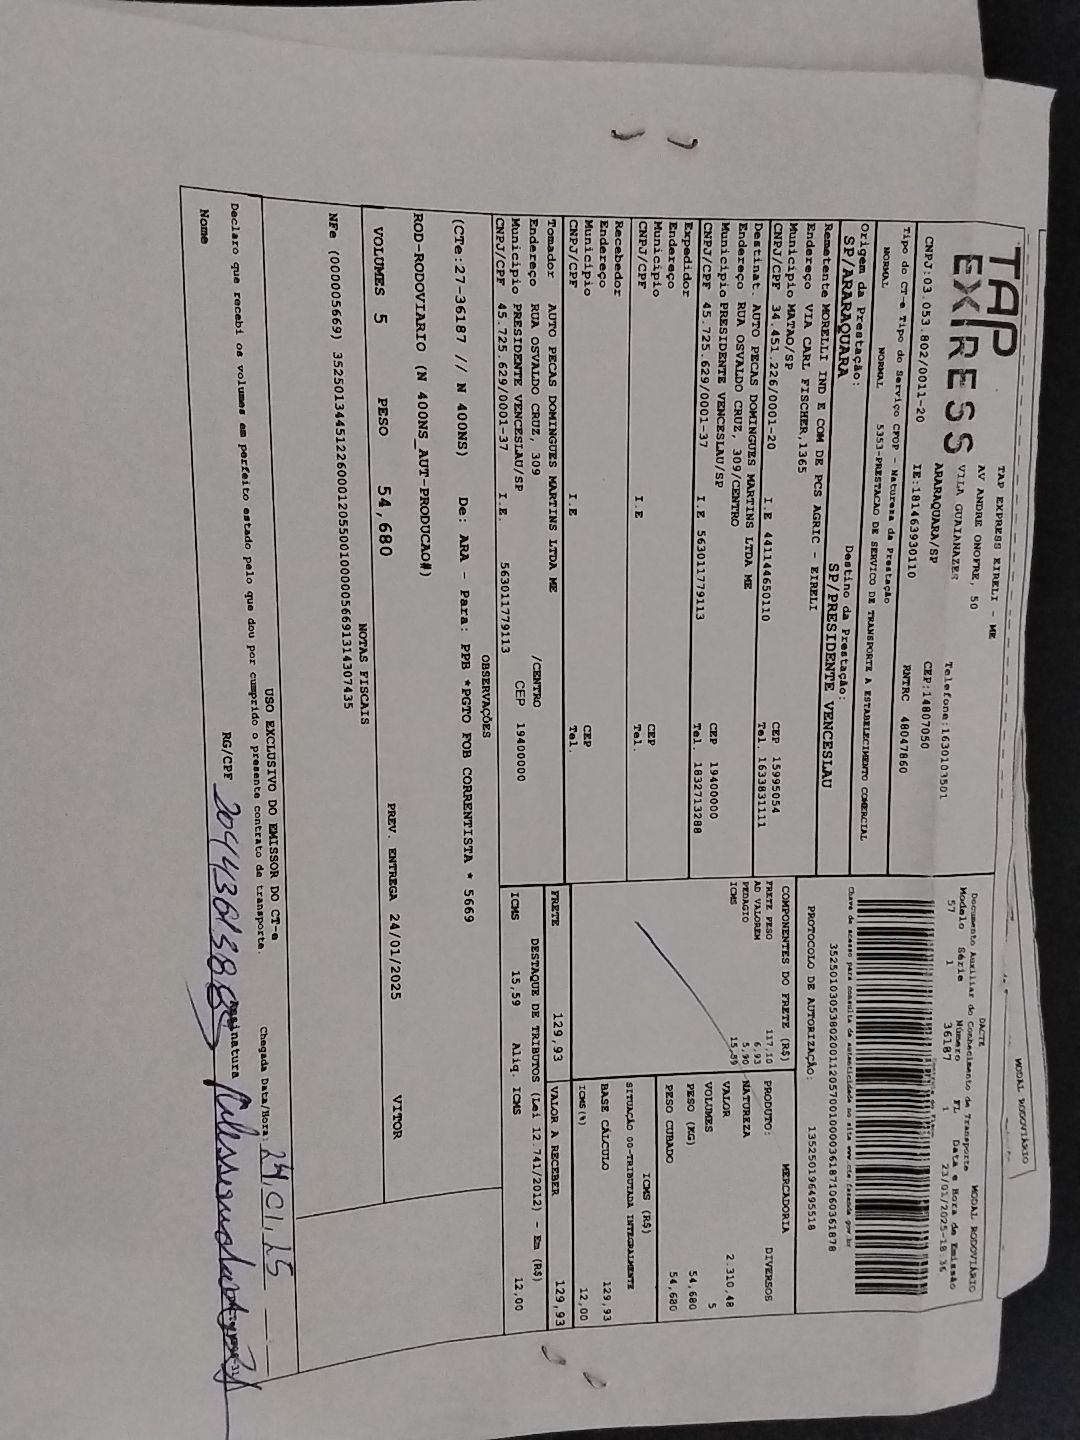 MODAL RODOVIÁRIO
TAP EXPRESS
TAP EXPRESS EIRELI - ME
AV ANDRE ONOFRE, 50
VILA GUAIANAZES
Telefone:1630103501
ARARAQUARA/SP
CEP:14807050
CNPJ:03.053.802/0011-20
IE:181463930110
RNTRC 48047860
DACTE
MODAL RODOVIÁRIO
Documento Auxiliar do Conhecimento de Transporte
Modelo Série Número FL Data e Hora de Emissão
57 1 36187 1 23/01/2025-18:36
Tipo do CT-e Tipo do Serviço CFOP - Natureza da Prestação
NORMAL NORMAL 5353-PRESTACAO DE SERVICO DE TRANSPORTE A ESTABELECIMENTO COMERCIAL
Chave de acesso para consulta de autenticidade no site www.cte.fazenda.gov.br
35250103053802001120570010000361871060361878
PROTOCOLO DE AUTORIZAÇÃO: 135250196495518
Origem da Prestação: Destino da Prestação:
SP/ARARAQUARA SP/PRESIDENTE VENCESLAU
Remetente MORELLI IND E COM DE PCS AGRIC - EIRELI
Endereço VIA CARL FISCHER,1365
Município MATAO/SP CEP 15995054
CNPJ/CPF 34.451.226/0001-20 I.E 441144650110 Tel. 1633831111
Destinat. AUTO PECAS DOMINGUES MARTINS LTDA ME
Endereço RUA OSVALDO CRUZ, 309/CENTRO
Município PRESIDENTE VENCESLAU/SP CEP 19400000
CNPJ/CPF 45.725.629/0001-37 I.E 563011779113 Tel. 1832713288
Expedidor
Endereço
Município CEP
CNPJ/CPF I.E Tel.
Recebedor
Endereço
Município CEP
CNPJ/CPF I.E Tel.
Tomador AUTO PECAS DOMINGUES MARTINS LTDA ME
Endereço RUA OSVALDO CRUZ, 309 /CENTRO
Município PRESIDENTE VENCESLAU/SP CEP 19400000
CNPJ/CPF 45.725.629/0001-37 I.E. 563011779113
COMPONENTES DO FRETE (R$)
FRETE PESO 117,10
AD VALOREM 6,93
PEDAGIO 5,90
ICMS 15,59
FRETE 129,93
MERCADORIA
PRODUTO: DIVERSOS
NATUREZA
VALOR 2.310,48
VOLUMES 5
PESO (KG) 54,680
PESO CUBADO 54,680
ICMS (R$)
SITUAÇÃO 00-TRIBUTADA INTEGRALMENTE
BASE CÁLCULO 129,93
ICMS(%) 12,00
VALOR A RECEBER 129,93
DESTAQUE DE TRIBUTOS (Lei 12.741/2012) - Em (R$)
ICMS 15,59 Aliq. ICMS 12,00
OBSERVAÇÕES
(CTe:27-36187 // N 400NS) De: ARA - Para: PPB *PGTO FOB CORRENTISTA * 5669
ROD-RODOVIARIO (N 400NS_AUT-PRODUCAO#)
VOLUMES 5 PESO 54,680 PREV. ENTREGA 24/01/2025 VITOR
NOTAS FISCAIS
NFe (000005669) 35250134451226000120550010000056691314307435
USO EXCLUSIVO DO EMISSOR DO CT-e
Declaro que recebi os volumes em perfeito estado pelo que dou por cumprido o presente contrato de transporte.
Chegada Data/Hora: 24,01,25
Nome RG/CPF Assinatura